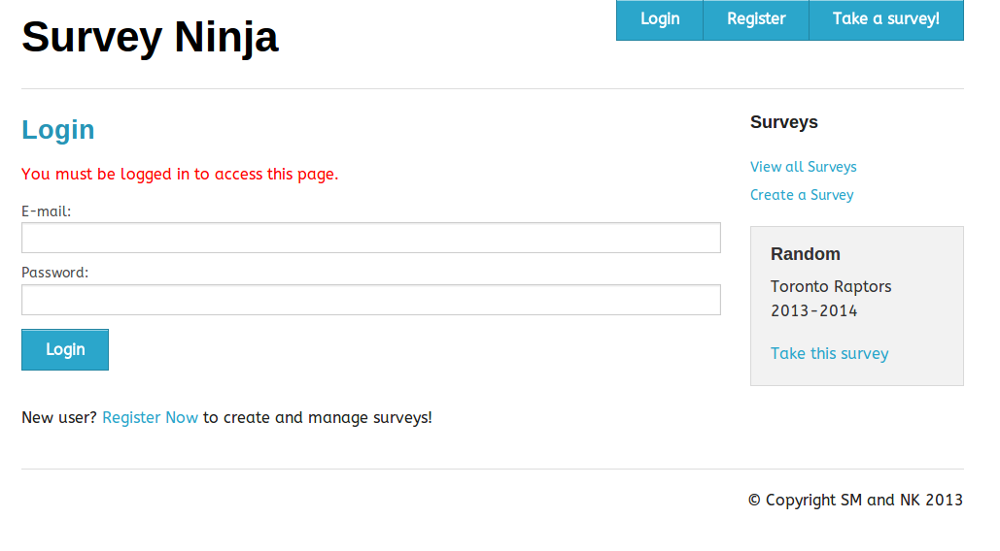 Survey Ninja
Login
Register
Take a survey!
Login
You must be logged in to access this page.
E-mail:
Password:
Login
New user? Register Now to create and manage surveys!
Surveys
View all Surveys
Create a Survey
Random
Toronto Raptors
2013-2014
Take this survey
© Copyright SM and NK 2013